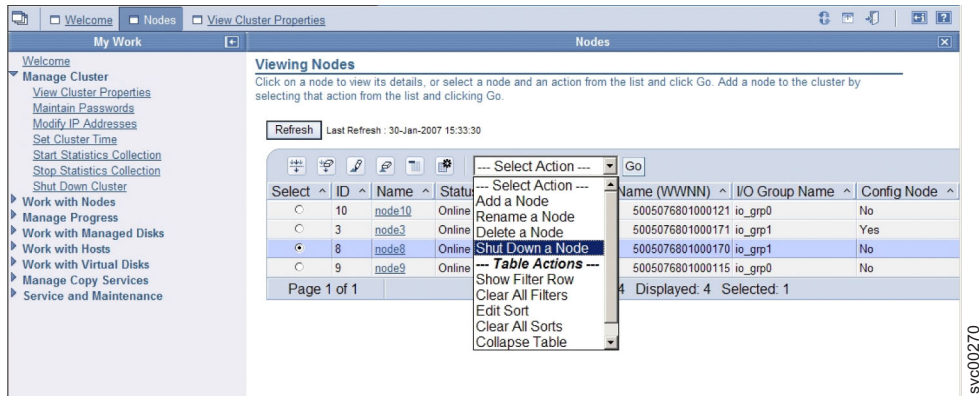 Welcome Nodes View Cluster Properties
My Work
Nodes
Welcome
Manage Cluster
View Cluster Properties
Maintain Passwords
Modify IP Addresses
Set Cluster Time
Start Statistics Collection
Stop Statistics Collection
Shut Down Cluster
Work with Nodes
Manage Progress
Work with Managed Disks
Work with Hosts
Work with Virtual Disks
Manage Copy Services
Service and Maintenance
Viewing Nodes
Click on a node to view its details, or select a node and an action from the list and click Go. Add a node to the cluster by
selecting that action from the list and clicking Go.
Refresh Last Refresh : 30-Jan-2007 15:33:30
--- Select Action --- Go
Select ID Name Status Name (WWNN) I/O Group Name Config Node
10 node10 Online 5005076801000121 io_grp0 No
3 node3 Online 5005076801000171 io_grp1 Yes
8 node8 Online 5005076801000170 io_grp1 No
9 node9 Online 5005076801000115 io_grp0 No
Page 1 of 1 4 Displayed: 4 Selected: 1
--- Select Action ---
Add a Node
Rename a Node
Delete a Node
Shut Down a Node
--- Table Actions ---
Show Filter Row
Clear All Filters
Edit Sort
Clear All Sorts
Collapse Table
svc00270